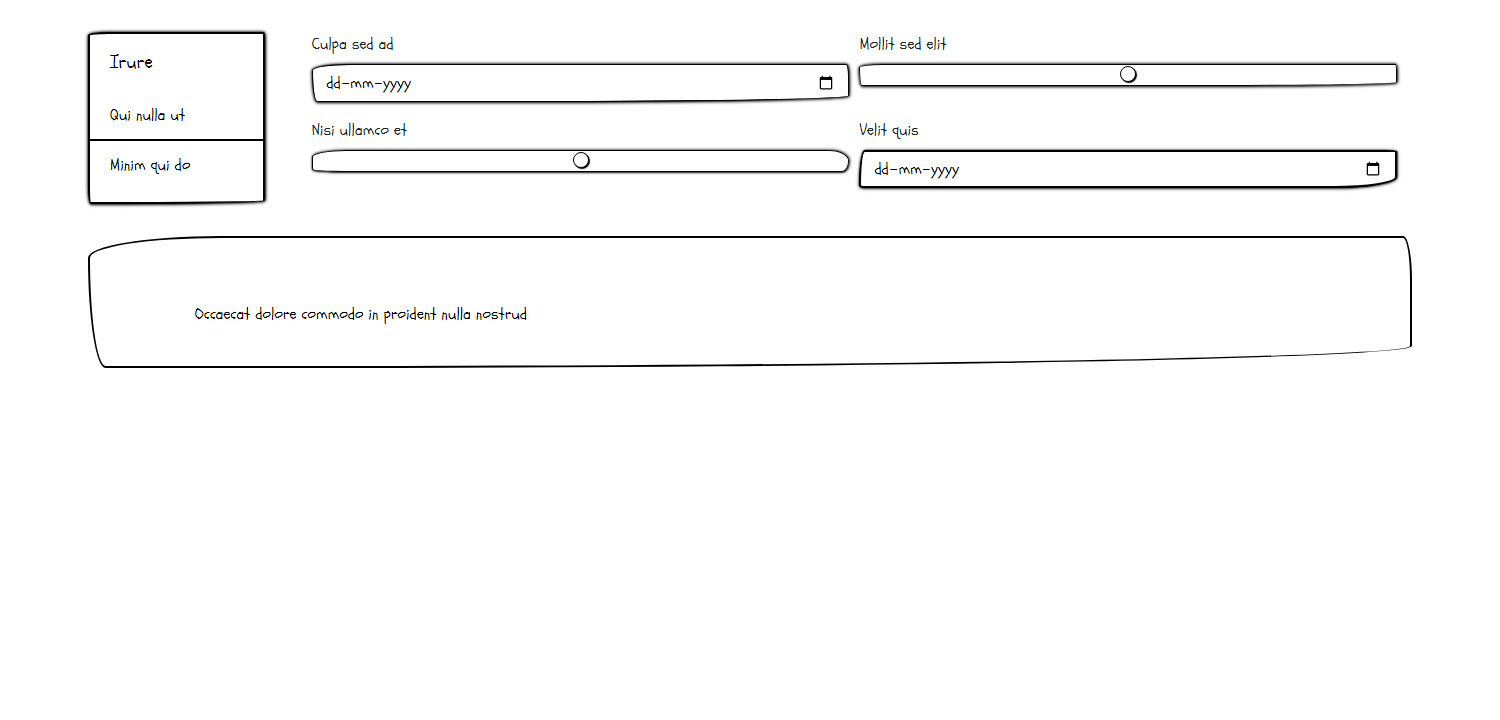 Irure
Qui nulla ut
Minim qui do
Culpa sed ad
dd-mm-yyyy
Mollit sed elit
Nisi ullamco et
Velit quis
dd-mm-yyyy
Occaecat dolore commodo in proident nulla nostrud